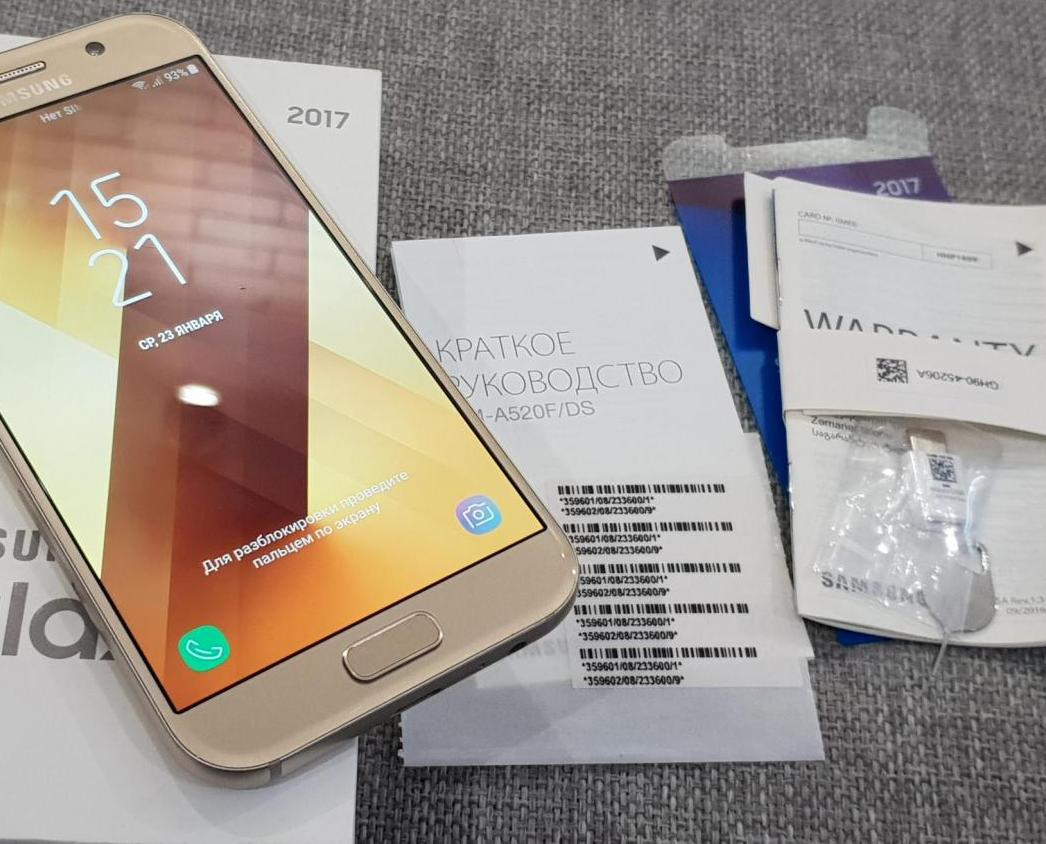 SAMSUNG
93%
Нет SI
15
21
СР, 23 ЯНВАРЯ
Для разблокировки проведите
пальцем по экрану
2017
КРАТКОЕ
РУКОВОДСТВО
M-A520F/DS
*359601/08/233600/1*
*359602/08/233600/9*
359601/08/233600/1*
359602/08/233600/9*
359601/08/233600/1*
359602/08/233600/9*
*359601/08/233600/1*
*359602/08/233600/9*
*359601/08/233600/1*
*359602/08/233600/9*
2017
CARD №:
WARRANTY
GH90-45206A
SAMSUNG
09/2016